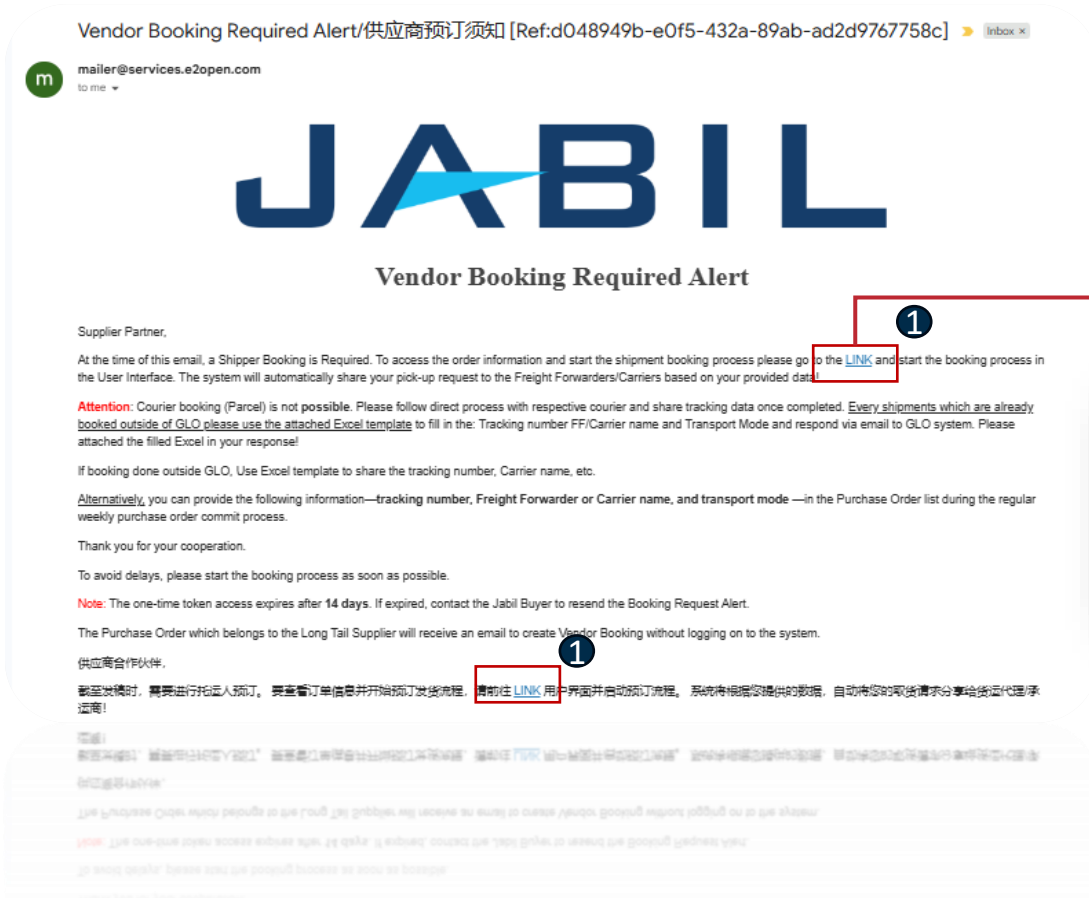 Vendor Booking Required Alert/供应商预订须知 [Ref:d048949b-e0f5-432a-89ab-ad2d9767758c] Inbox ×
m
mailer@services.e2open.com
to me
JABIL
Vendor Booking Required Alert
1
Supplier Partner,
At the time of this email, a Shipper Booking is Required. To access the order information and start the shipment booking process please go to the LINK and start the booking process in
the User Interface. The system will automatically share your pick-up request to the Freight Forwarders/Carriers based on your provided data!
Attention: Courier booking (Parcel) is not possible. Please follow direct process with respective courier and share tracking data once completed. Every shipments which are already
booked outside of GLO please use the attached Excel template to fill in the: Tracking number FF/Carrier name and Transport Mode and respond via email to GLO system. Please
attached the filled Excel in your response!
If booking done outside GLO, Use Excel template to share the tracking number, Carrier name, etc.
Alternatively, you can provide the following information—tracking number, Freight Forwarder or Carrier name, and transport mode —in the Purchase Order list during the regular
weekly purchase order commit process.
Thank you for your cooperation.
To avoid delays, please start the booking process as soon as possible.
Note: The one-time token access expires after 14 days. If expired, contact the Jabil Buyer to resend the Booking Request Alert.
The Purchase Order which belongs to the Long Tail Supplier will receive an email to create Vendor Booking without logging on to the system.
1
供应商合作伙伴，
截至发稿时，需要进行托运人预订。 要查看订单信息并开始预订发货流程，请前往 LINK 用户界面并启动预订流程。 系统将根据您提供的数据，自动将您的取货请求分享给货运代理/承
运商！